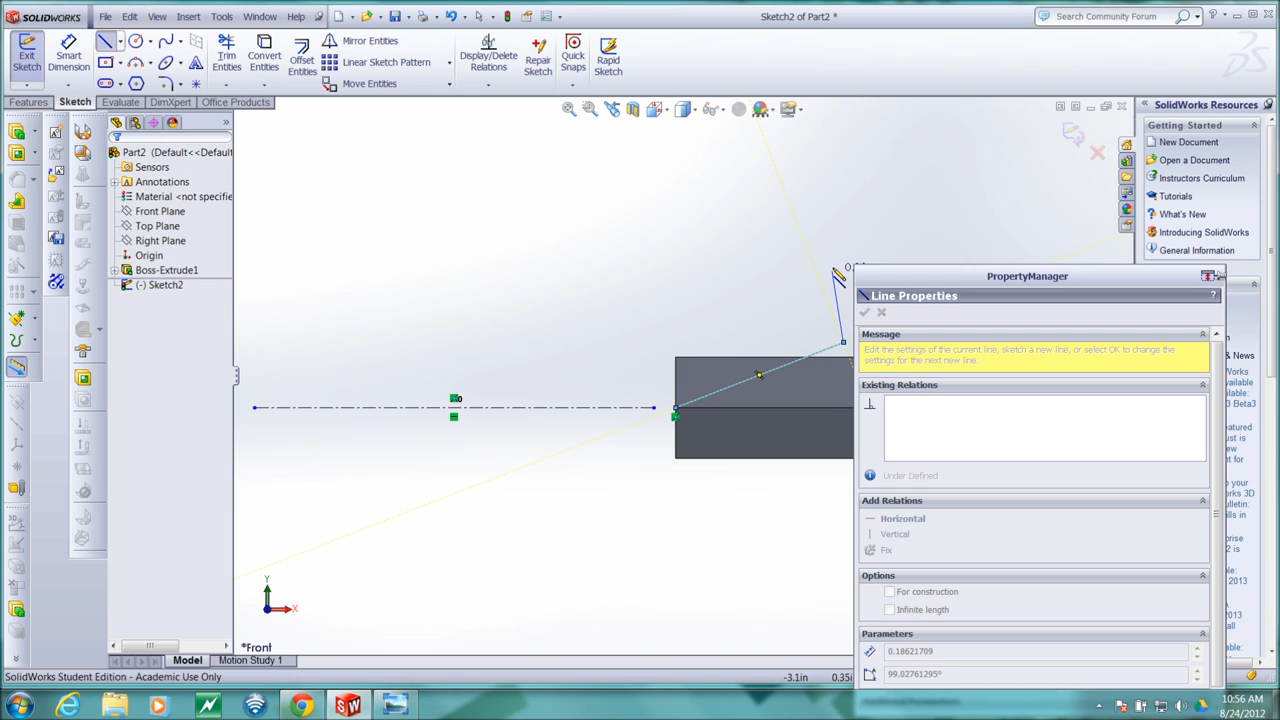 SOLIDWORKS
File Edit View Insert Tools Window Help
Sketch2 of Part2 *
Search Community Forum
Exit Sketch
Smart Dimension
Trim Entities
Convert Entities
Offset Entities
Mirror Entities
Linear Sketch Pattern
Move Entities
Display/Delete Relations
Repair Sketch
Quick Snaps
Rapid Sketch
Features Sketch Evaluate DimXpert Office Products
SolidWorks Resources
Getting Started
New Document
Open a Document
Instructors Curriculum
Tutorials
What's New
Introducing SolidWorks
General Information
Part2 (Default<<Default
Sensors
Annotations
Material <not specifie
Front Plane
Top Plane
Right Plane
Origin
Boss-Extrude1
(-) Sketch2
PropertyManager
Line Properties
?
Message
Edit the settings of the current line, sketch a new line, or select OK to change the settings for the next new line.
Existing Relations
Under Defined
Add Relations
Horizontal
Vertical
Fix
Options
For construction
Infinite length
Parameters
0.18621709
99.02761295°
Y
X
*Front
Model Motion Study 1
SolidWorks Student Edition - Academic Use Only
-3.1in 0.35i
10:56 AM
8/24/2012